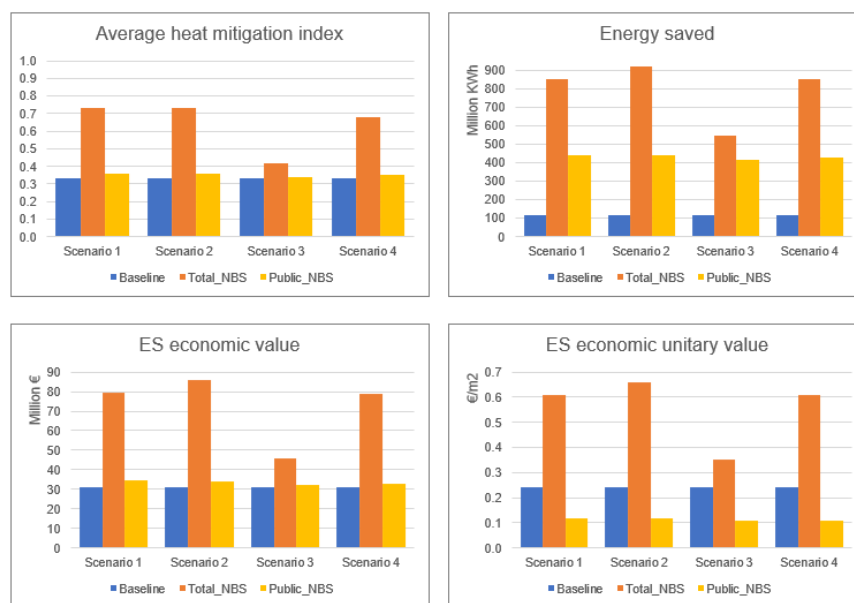 Average heat mitigation index
1.0
0.9
0.8
0.7
0.6
0.5
0.4
0.3
0.2
0.1
0.0
Scenario 1 Scenario 2 Scenario 3 Scenario 4
Baseline Total_NBS Public_NBS
Energy saved
Million KWh
900
800
700
600
500
400
300
200
100
0
Scenario 1 Scenario 2 Scenario 3 Scenario 4
Baseline Total_NBS Public_NBS
ES economic value
Million €
90
80
70
60
50
40
30
20
10
0
Scenario 1 Scenario 2 Scenario 3 Scenario 4
Baseline Total_NBS Public_NBS
ES economic unitary value
€/m2
0.7
0.6
0.5
0.4
0.3
0.2
0.1
0.0
Scenario 1 Scenario 2 Scenario 3 Scenario 4
Baseline Total_NBS Public_NBS